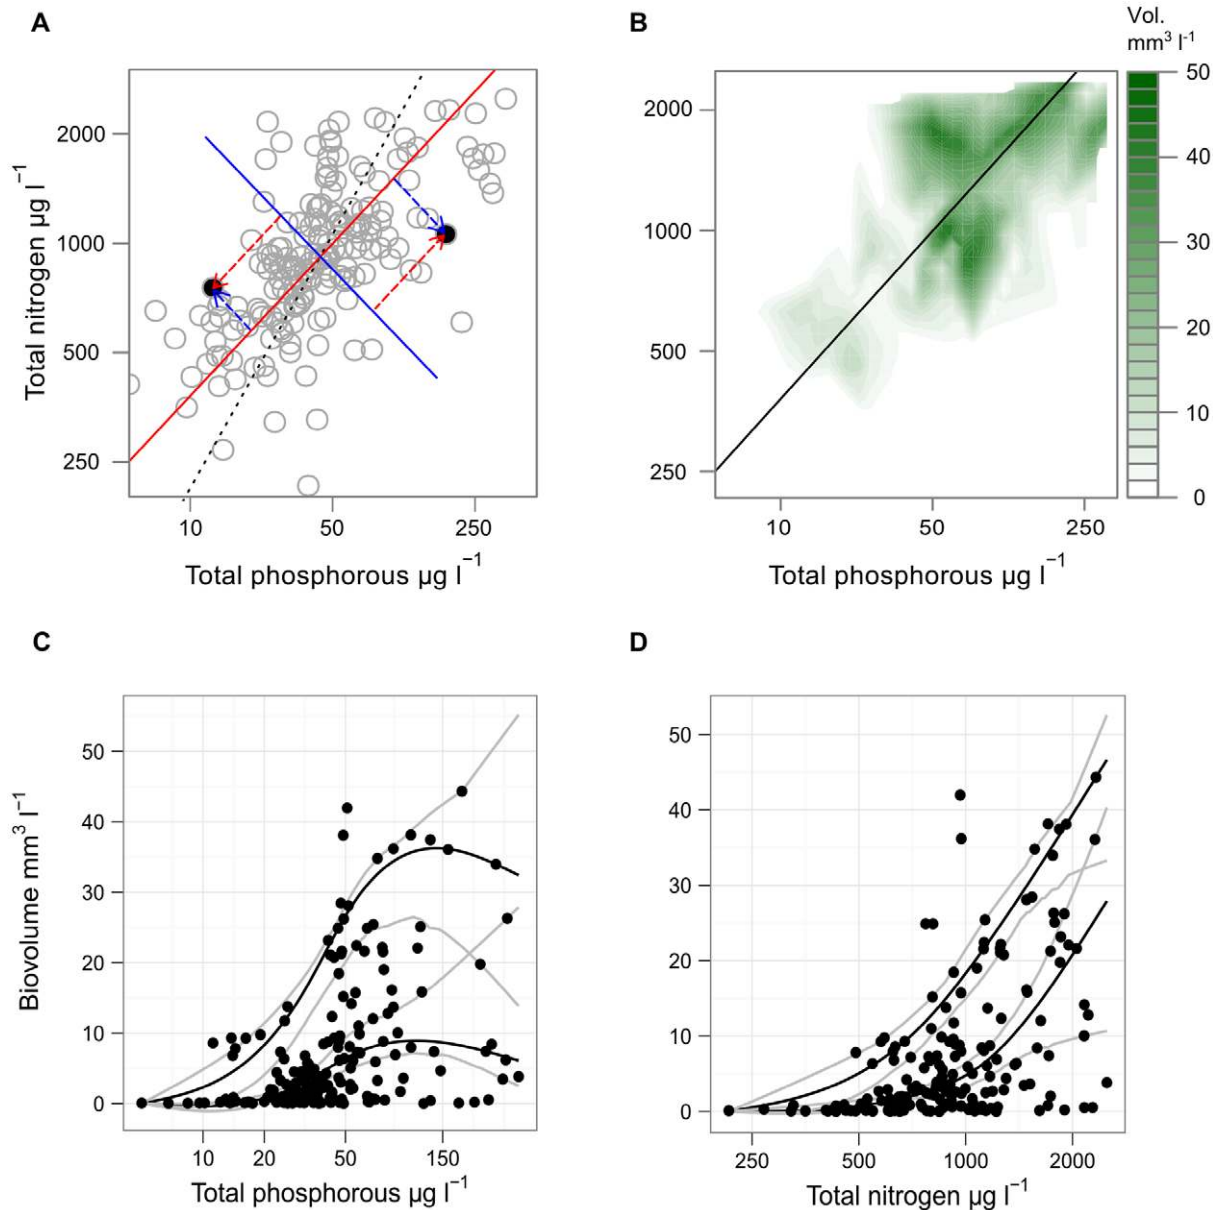 A
Total nitrogen µg l⁻¹
2000
1000
500
250
10 50 250
Total phosphorous µg l⁻¹
B
Vol.
mm³ l⁻¹
2000
1000
500
250
10 50 250
Total phosphorous µg l⁻¹
50
40
30
20
10
0
C
Biovolume mm³ l⁻¹
50
40
30
20
10
0
10 20 50 150
Total phosphorous µg l⁻¹
D
50
40
30
20
10
0
250 500 1000 2000
Total nitrogen µg l⁻¹